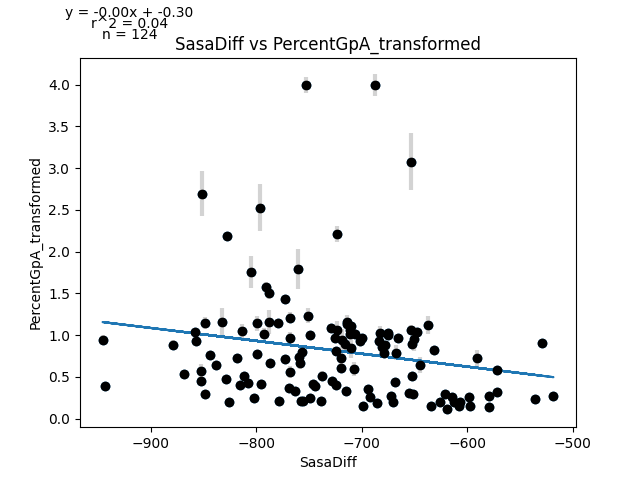 y = -0.00x + -0.30
r^2 = 0.04
n = 124
SasaDiff vs PercentGpA_transformed
PercentGpA_transformed
4.0
3.5
3.0
2.5
2.0
1.5
1.0
0.5
0.0
−900
−800
−700
−600
−500
SasaDiff